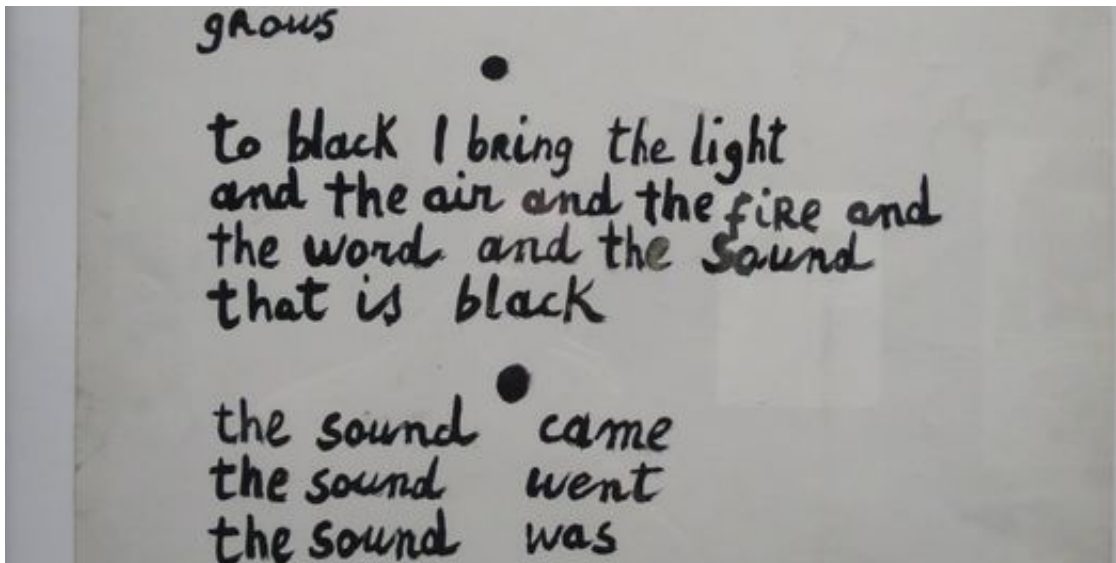 grows
●
to black I bring the light
and the air and the fire and
the word and the sound
that is black
●
the sound came
the sound went
the sound was